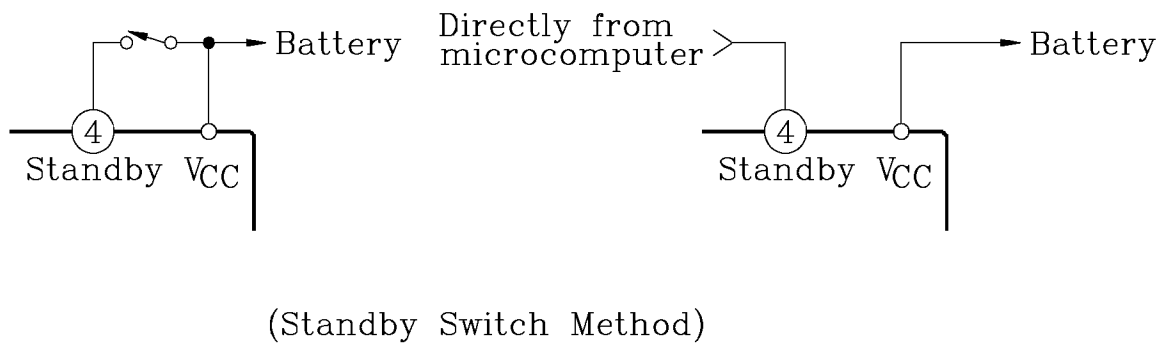 Battery
4
Standby VCC
Directly from
microcomputer
Battery
4
Standby VCC
(Standby Switch Method)